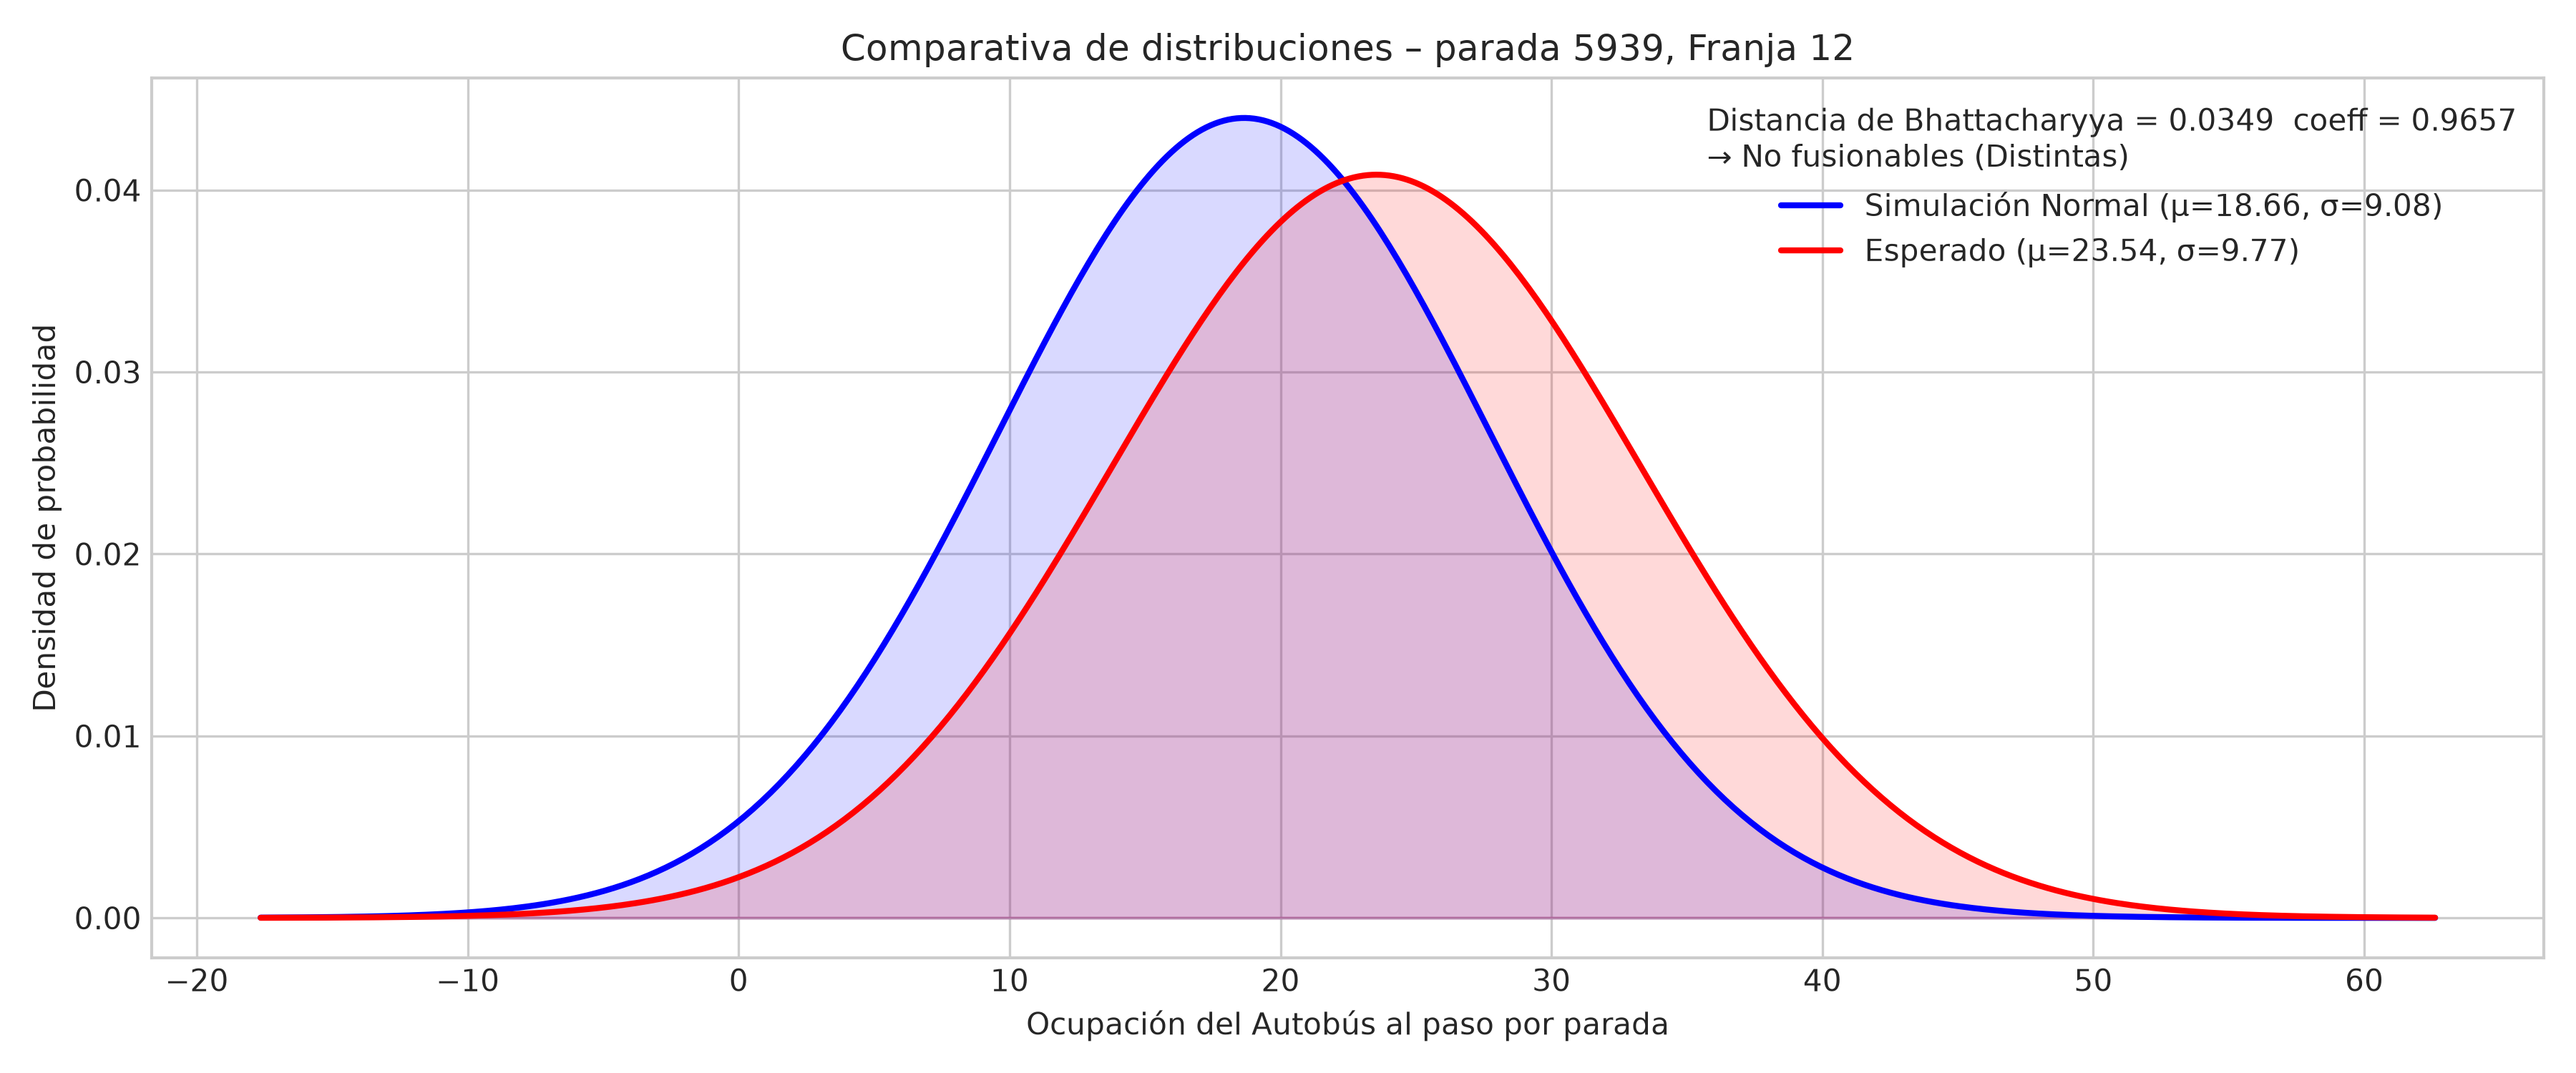 Comparativa de distribuciones – parada 5939, Franja 12
Distancia de Bhattacharyya = 0.0349  coeff = 0.9657
→ No fusionables (Distintas)
Simulación Normal (μ=18.66, σ=9.08)
Esperado (μ=23.54, σ=9.77)
Densidad de probabilidad
0.04
0.03
0.02
0.01
0.00
−20 −10 0 10 20 30 40 50 60
Ocupación del Autobús al paso por parada